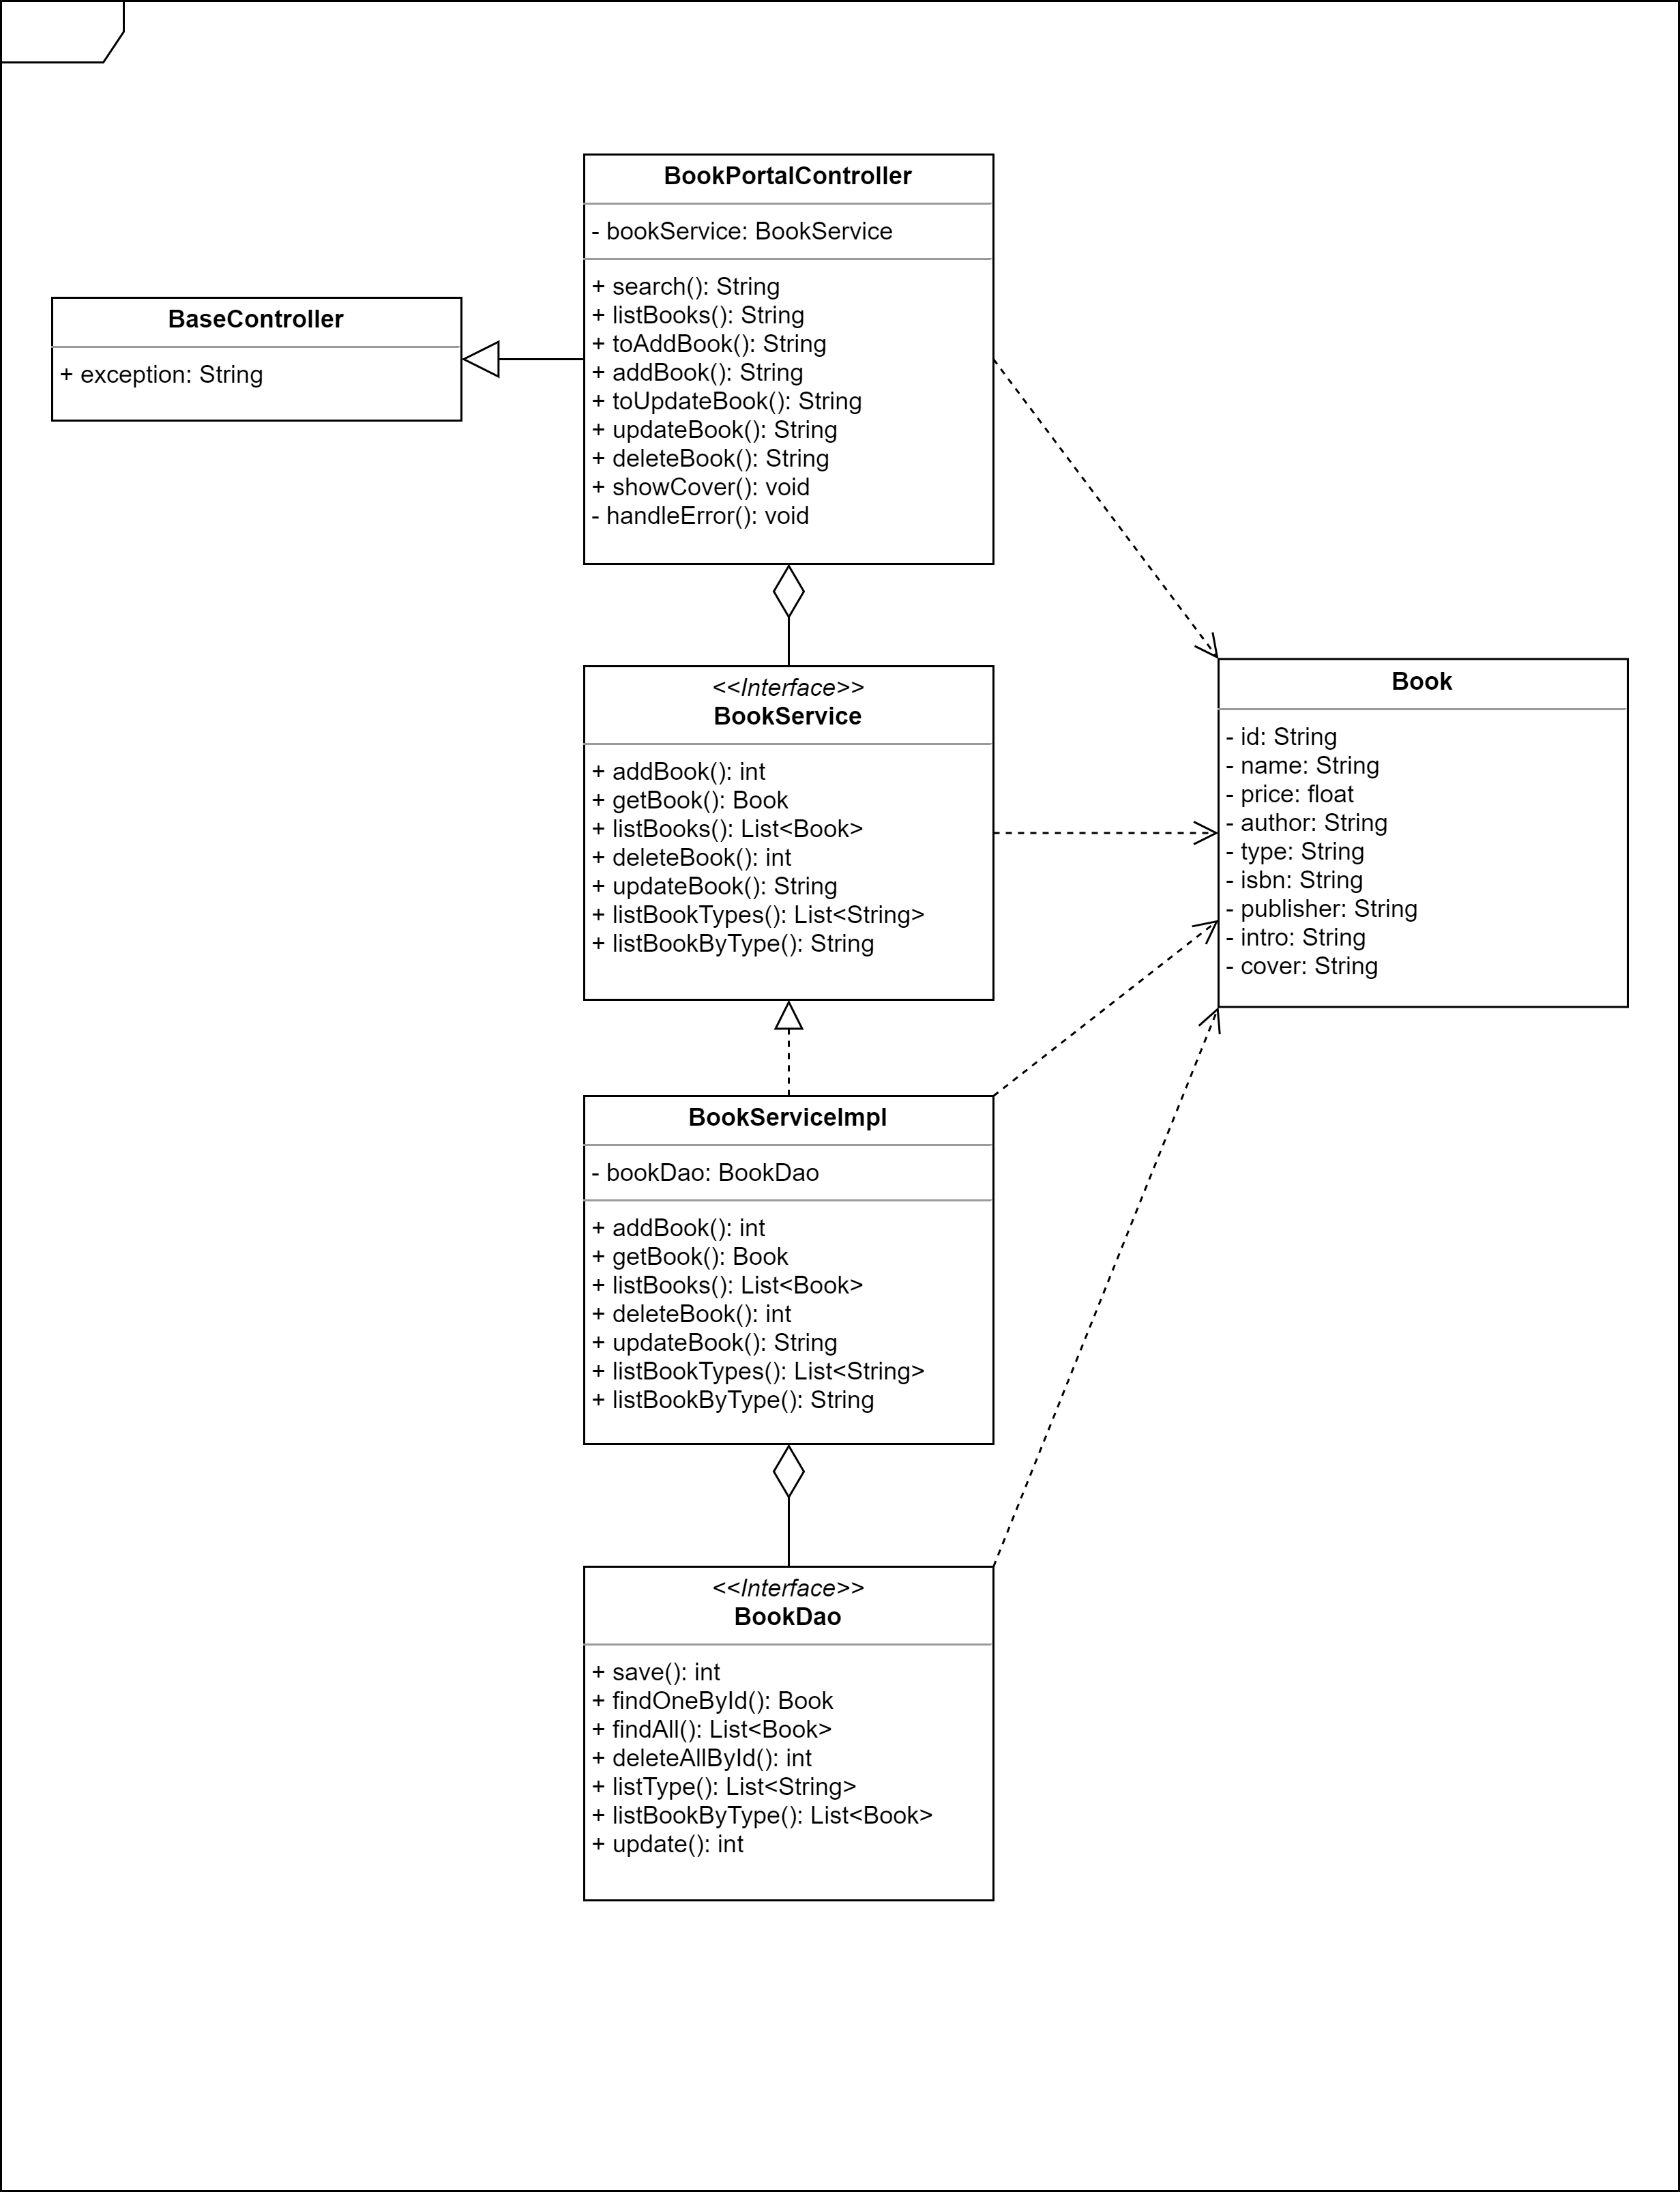 BookPortalController
- bookService: BookService
+ search(): String
+ listBooks(): String
+ toAddBook(): String
+ addBook(): String
+ toUpdateBook(): String
+ updateBook(): String
+ deleteBook(): String
+ showCover(): void
- handleError(): void
BaseController
+ exception: String
<<Interface>>
BookService
+ addBook(): int
+ getBook(): Book
+ listBooks(): List<Book>
+ deleteBook(): int
+ updateBook(): String
+ listBookTypes(): List<String>
+ listBookByType(): String
Book
- id: String
- name: String
- price: float
- author: String
- type: String
- isbn: String
- publisher: String
- intro: String
- cover: String
BookServiceImpl
- bookDao: BookDao
+ addBook(): int
+ getBook(): Book
+ listBooks(): List<Book>
+ deleteBook(): int
+ updateBook(): String
+ listBookTypes(): List<String>
+ listBookByType(): String
<<Interface>>
BookDao
+ save(): int
+ findOneById(): Book
+ findAll(): List<Book>
+ deleteAllById(): int
+ listType(): List<String>
+ listBookByType(): List<Book>
+ update(): int